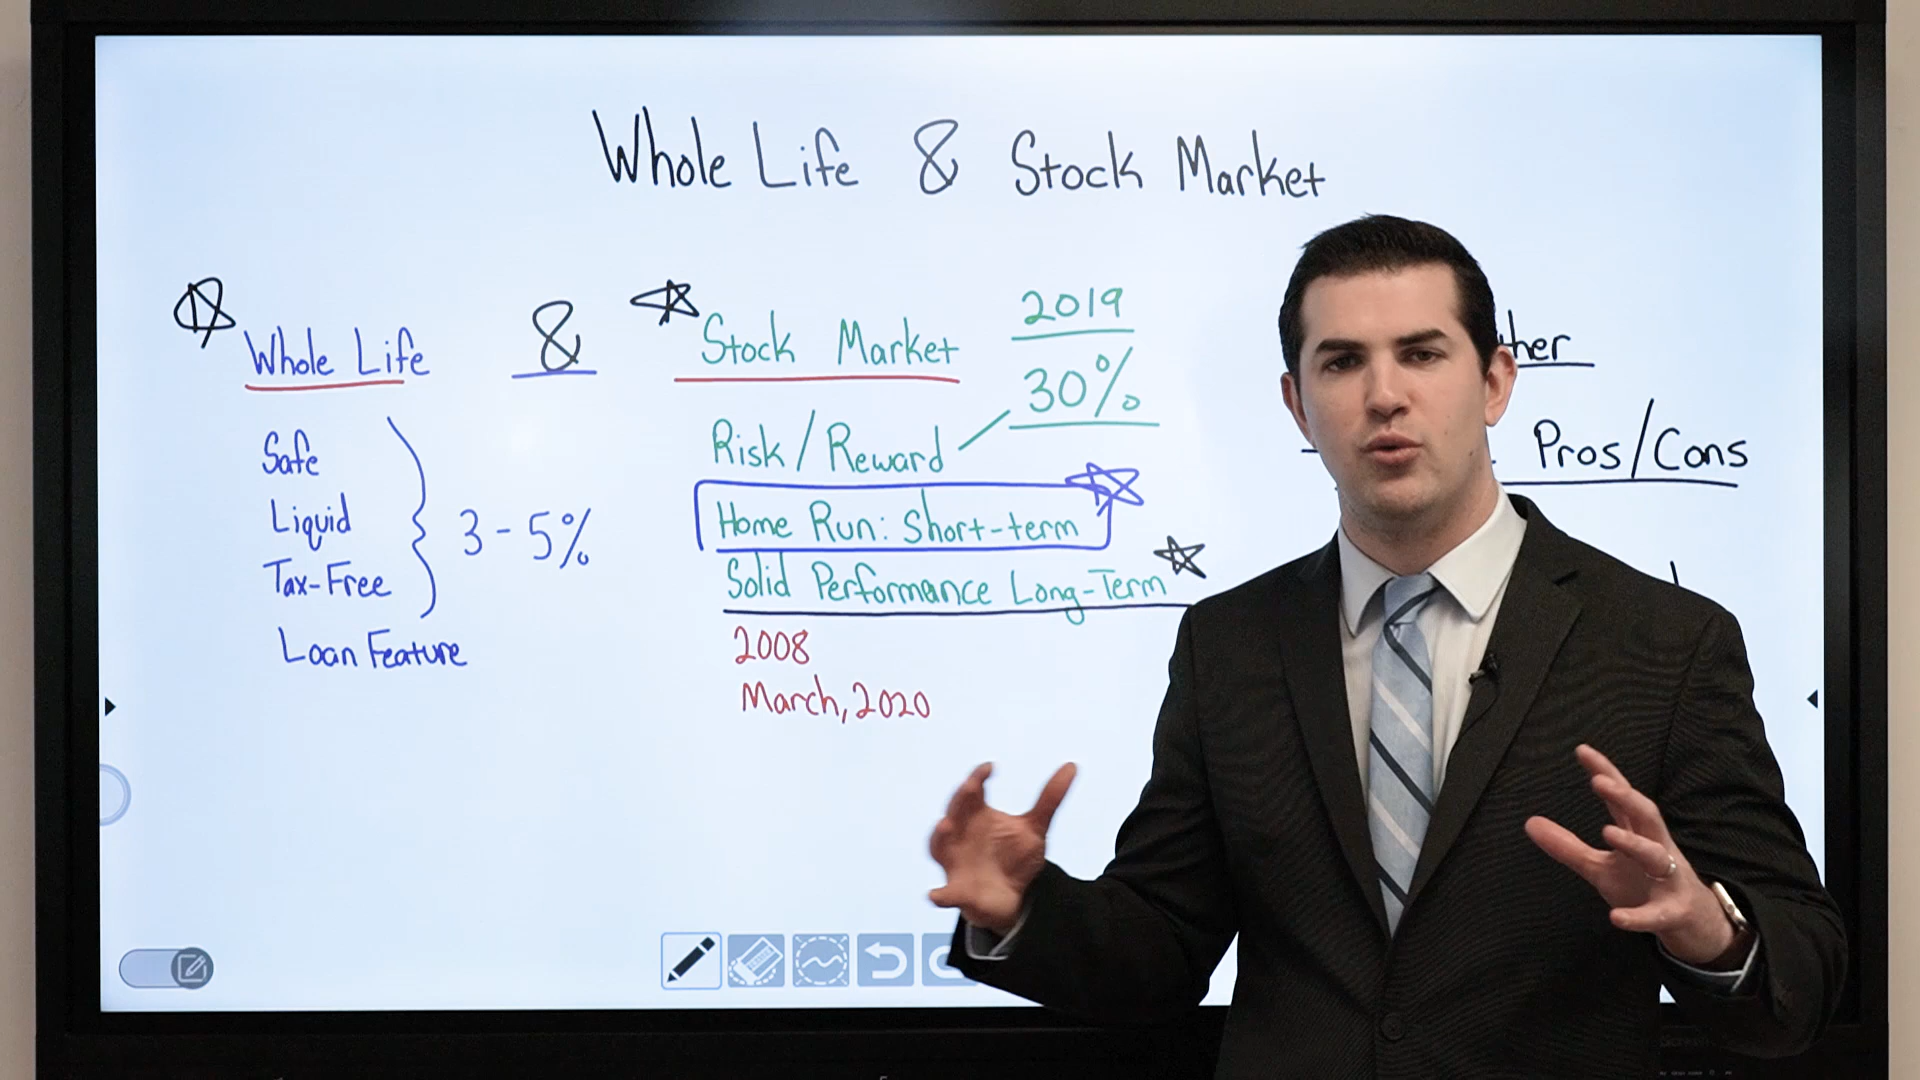 Whole Life & Stock Market
Whole Life & Stock Market
2019
30%
Safe
Liquid
Tax-Free
3-5%
Loan Feature
Risk/Reward
Home Run: Short-term
Solid Performance Long-Term
2008
March, 2020
Pros/Cons